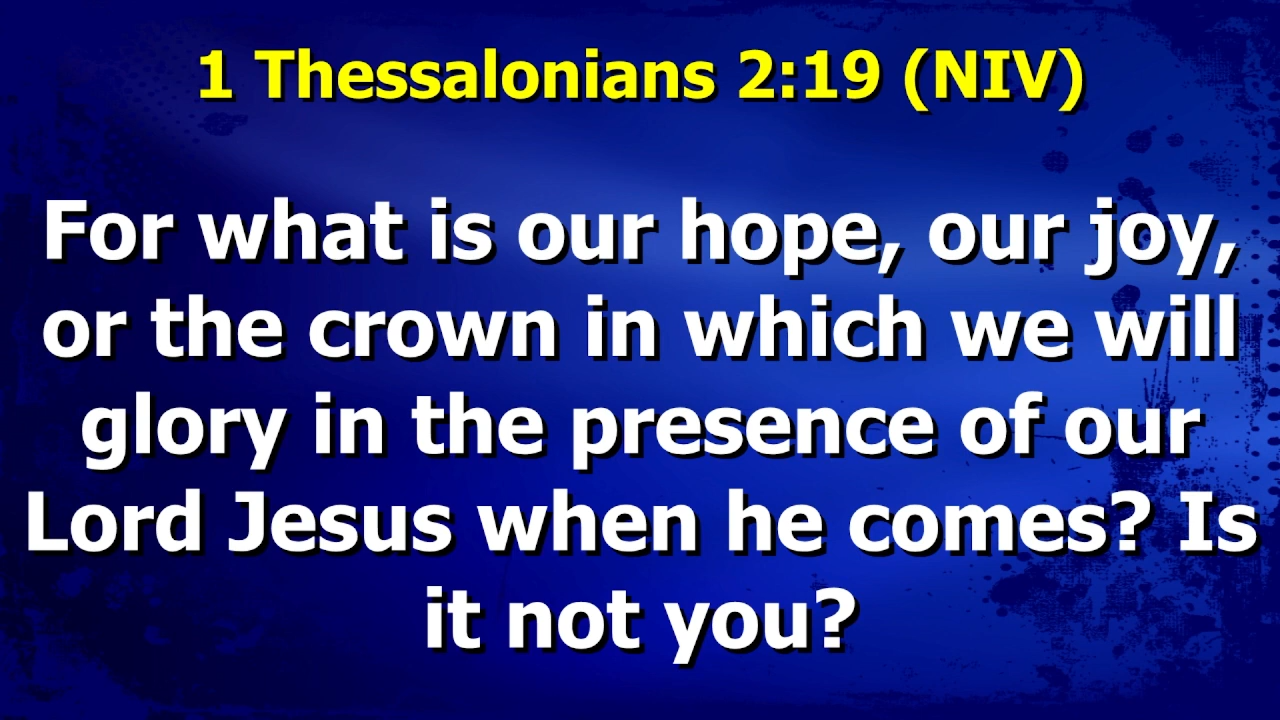 1 Thessalonians 2:19 (NIV)
For what is our hope, our joy,
or the crown in which we will
glory in the presence of our
Lord Jesus when he comes? Is
it not you?